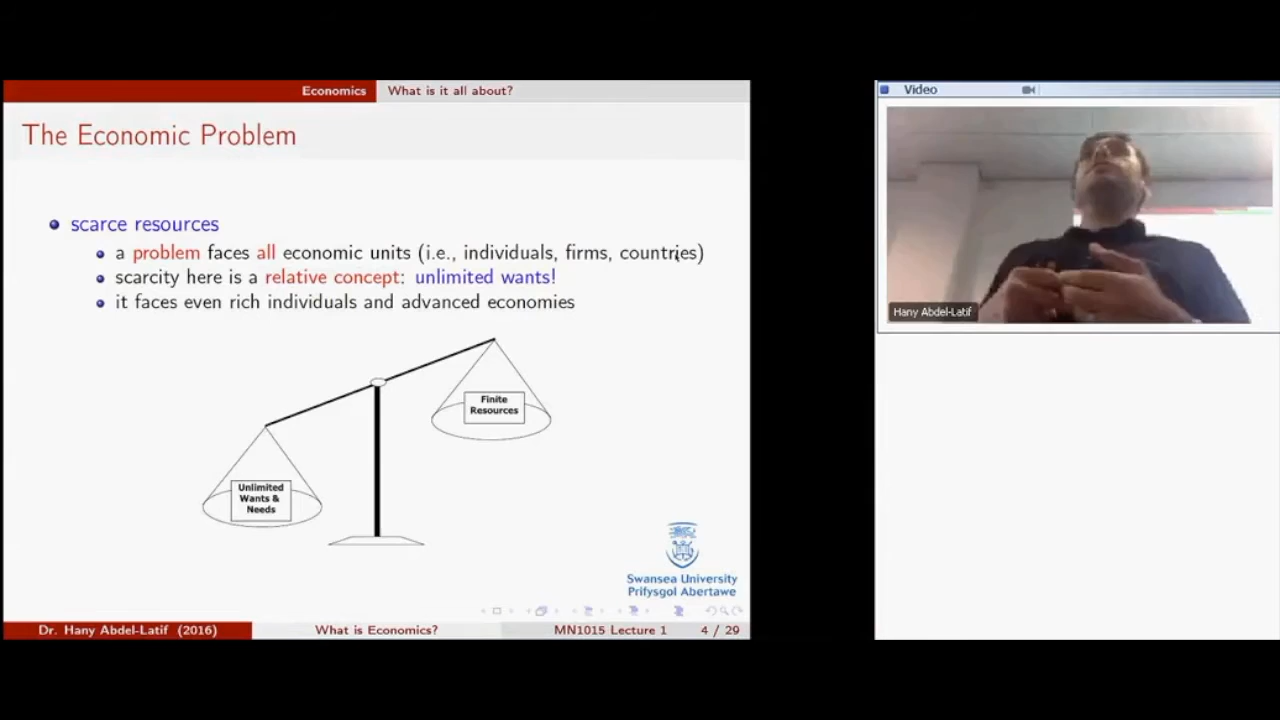 Economics
What is it all about?
The Economic Problem
scarce resources
a problem faces all economic units (i.e., individuals, firms, countries)
scarcity here is a relative concept: unlimited wants!
it faces even rich individuals and advanced economies
Finite
Resources
Unlimited
Wants &
Needs
Swansea University
Prifysgol Abertawe
Dr. Hany Abdel-Latif (2016)
What is Economics?
MN1015 Lecture 1
4 / 29
Video
Hany Abdel-Latif